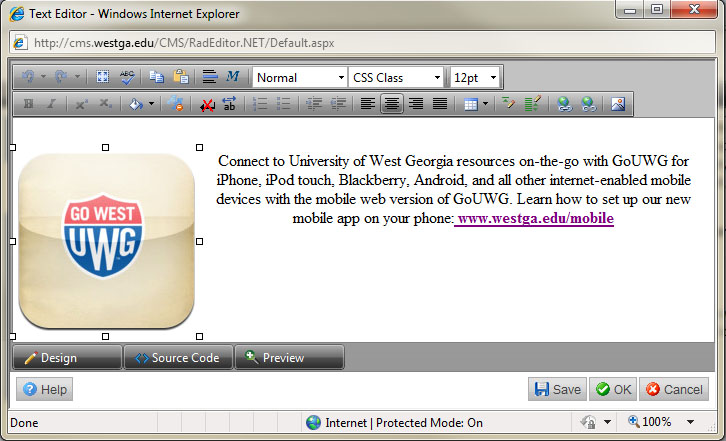 Text Editor - Windows Internet Explorer
http://cms.westga.edu/CMS/RadEditor.NET/Default.aspx
ABC M Normal CSS Class 12pt
B I x² x₂ ab
GO WEST
UWG
Connect to University of West Georgia resources on-the-go with GoUWG for
iPhone, iPod touch, Blackberry, Android, and all other internet-enabled mobile
devices with the mobile web version of GoUWG. Learn how to set up our new
mobile app on your phone: www.westga.edu/mobile
Design Source Code Preview
Help Save OK Cancel
Done Internet | Protected Mode: On 100%